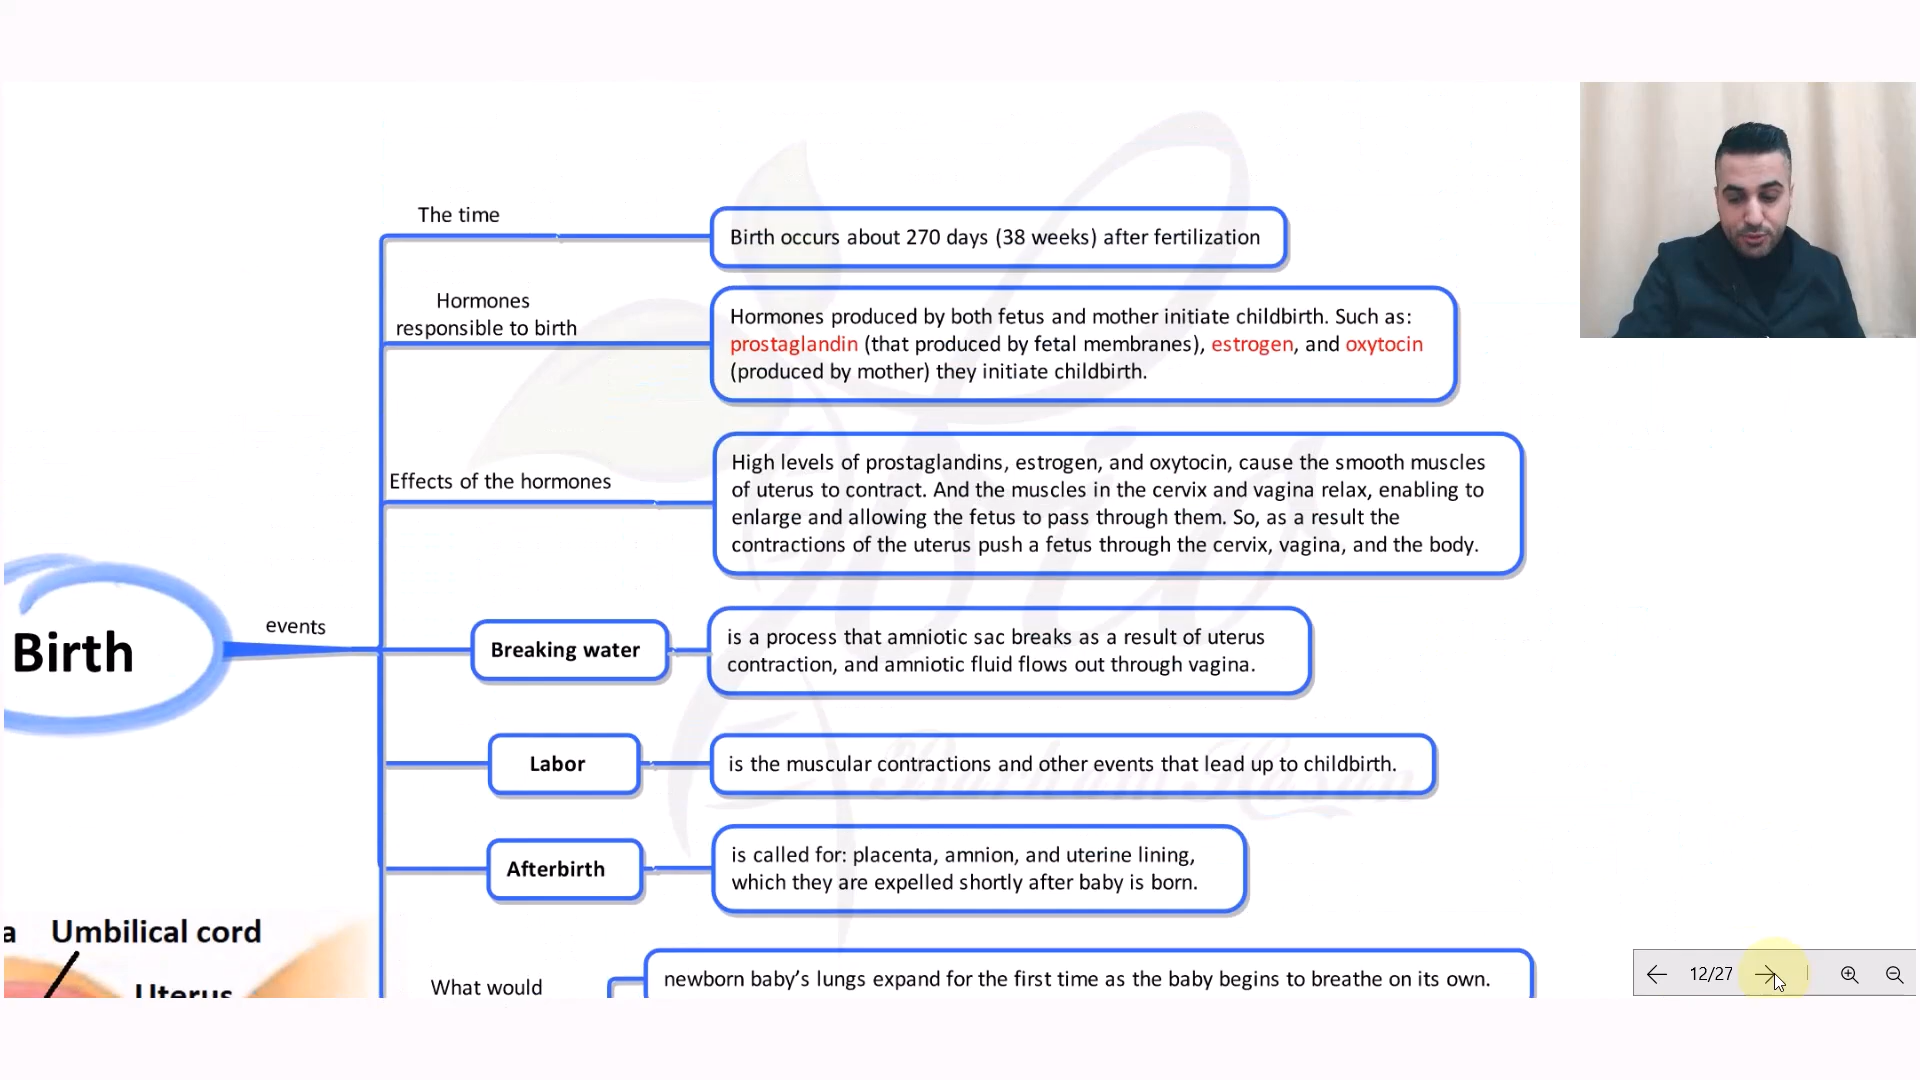 The time
Birth occurs about 270 days (38 weeks) after fertilization
Hormones
responsible to birth
Hormones produced by both fetus and mother initiate childbirth. Such as:
prostaglandin (that produced by fetal membranes), estrogen, and oxytocin
(produced by mother) they initiate childbirth.
Effects of the hormones
High levels of prostaglandins, estrogen, and oxytocin, cause the smooth muscles
of uterus to contract. And the muscles in the cervix and vagina relax, enabling to
enlarge and allowing the fetus to pass through them. So, as a result the
contractions of the uterus push a fetus through the cervix, vagina, and the body.
Birth
events
Breaking water
is a process that amniotic sac breaks as a result of uterus
contraction, and amniotic fluid flows out through vagina.
Labor
is the muscular contractions and other events that lead up to childbirth.
Afterbirth
is called for: placenta, amnion, and uterine lining,
which they are expelled shortly after baby is born.
a Umbilical cord
Uterus
What would
newborn baby’s lungs expand for the first time as the baby begins to breathe on its own.
12/27